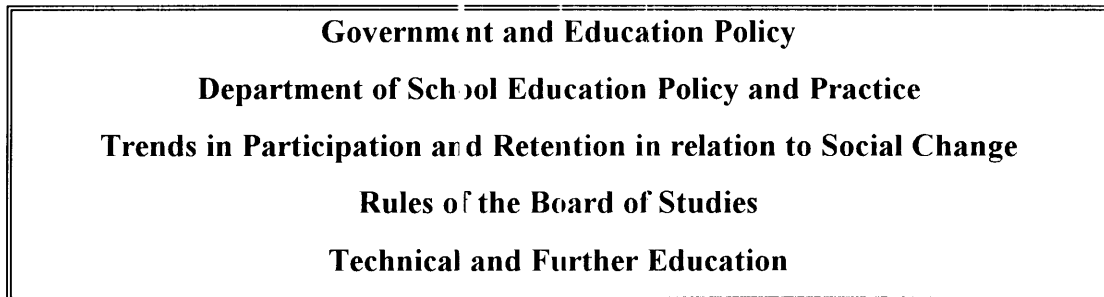 Government and Education Policy
Department of School Education Policy and Practice
Trends in Participation and Retention in relation to Social Change
Rules of the Board of Studies
Technical and Further Education